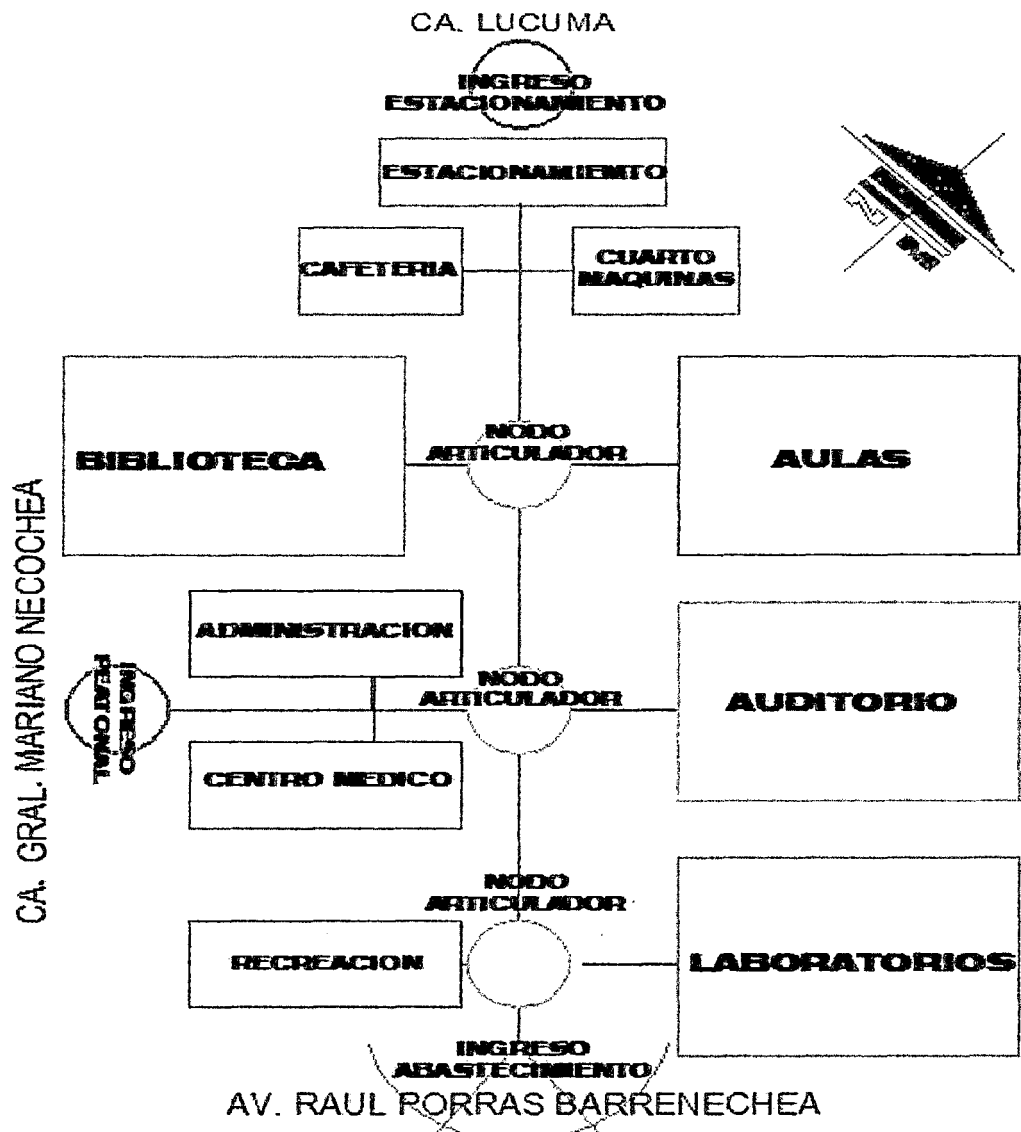 CA. LUCUMA
INGRESO
ESTACIONAMIENTO
ESTACIONAMIEMTO
CAFETERIA
CUARTO
MAQUINAS
NODO
ARTICULADOR
BIBLIOTECA
AULAS
CA. GRAL. MARIANO NECOCHEA
ADMINISTRACION
INGRESO
PEATONAL
NODO
ARTICULADOR
AUDITORIO
CENTRO MEDICO
NODO
ARTICULADOR
RECREACION
LABORATORIOS
INGRESO
ABASTECIMIENTO
AV. RAUL PORRAS BARRENECHEA